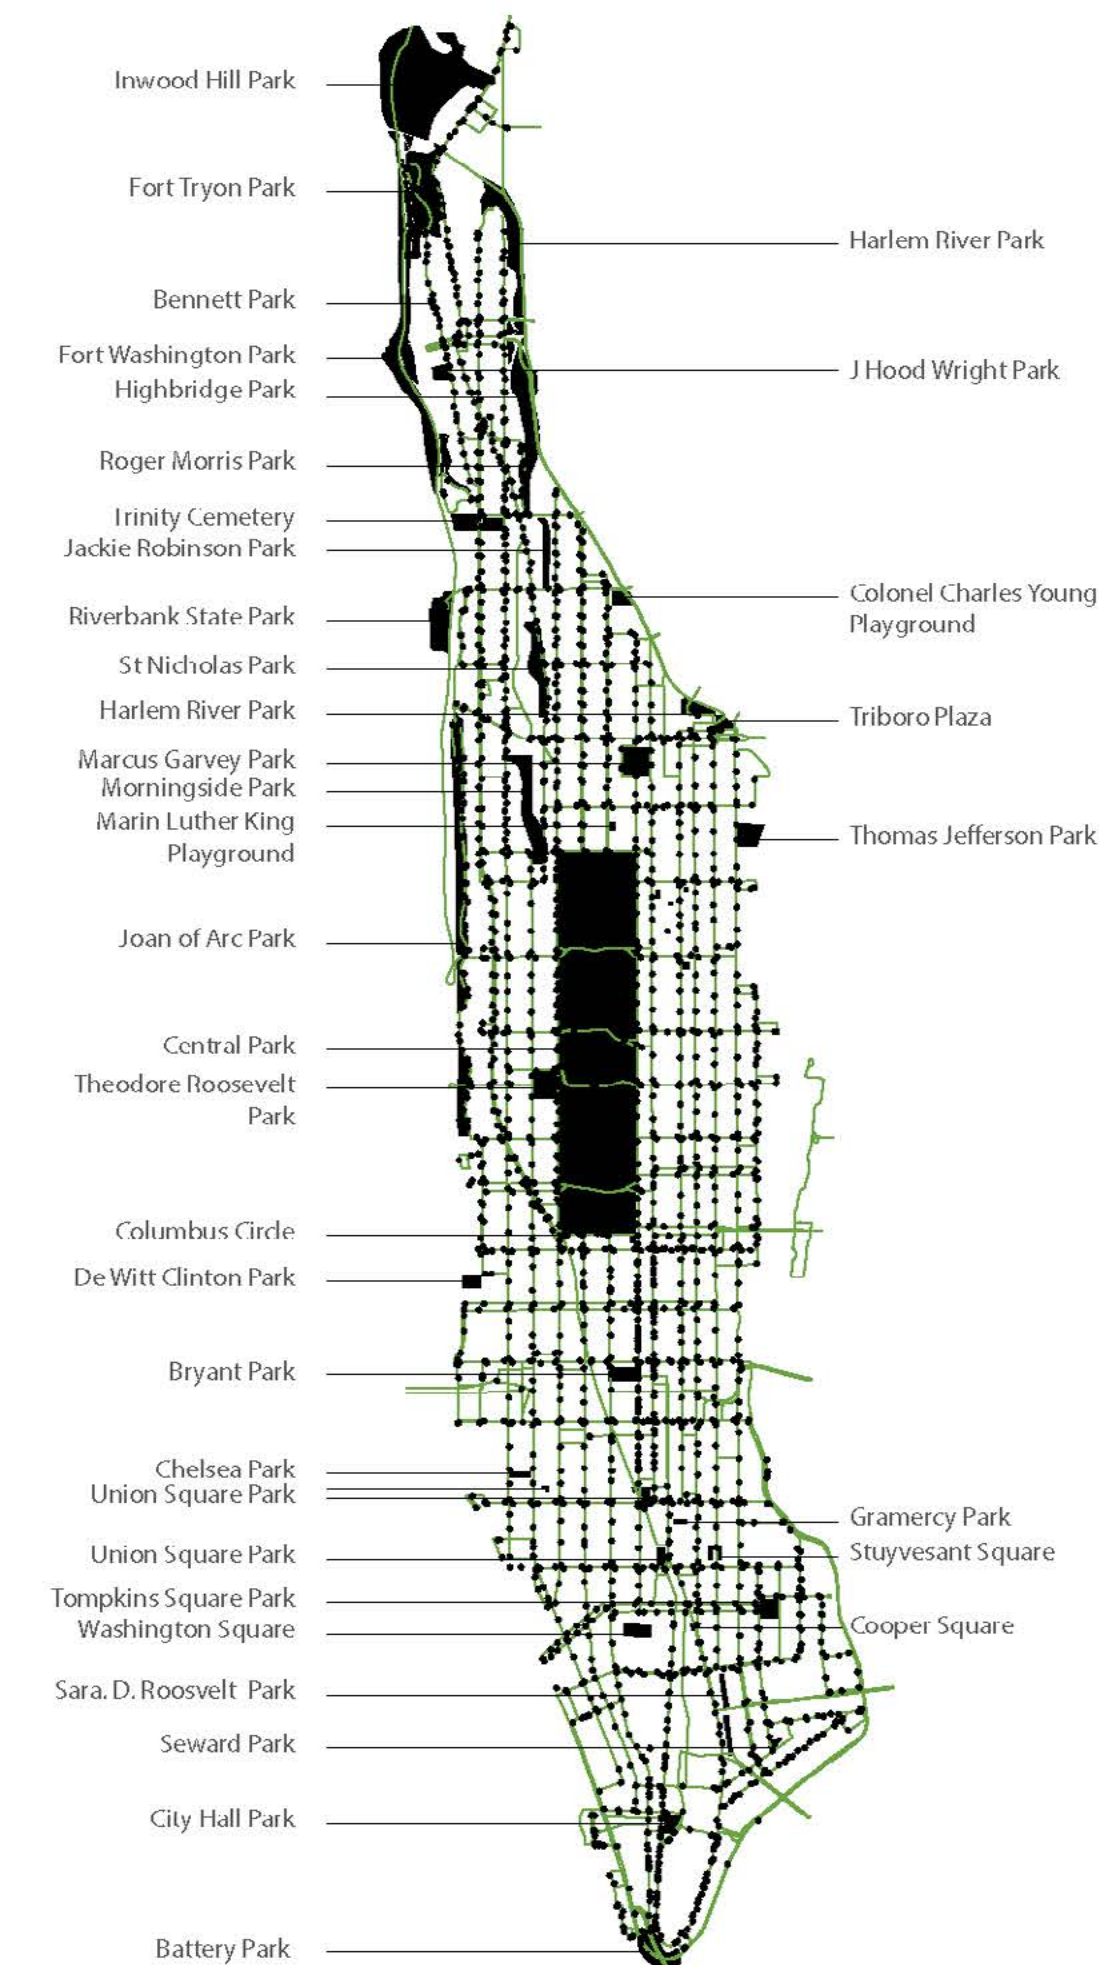 Inwood Hill Park
Fort Tryon Park
Harlem River Park
Bennett Park
Fort Washington Park
J Hood Wright Park
Highbridge Park
Roger Morris Park
Trinity Cemetery
Jackie Robinson Park
Colonel Charles Young
Playground
Riverbank State Park
St Nicholas Park
Harlem River Park
Triboro Plaza
Marcus Garvey Park
Morningside Park
Marin Luther King
Playground
Thomas Jefferson Park
Joan of Arc Park
Central Park
Theodore Roosevelt
Park
Columbus Circle
De Witt Clinton Park
Bryant Park
Chelsea Park
Union Square Park
Gramercy Park
Union Square Park
Stuyvesant Square
Tompkins Square Park
Washington Square
Cooper Square
Sara. D. Roosvelt Park
Seward Park
City Hall Park
Battery Park